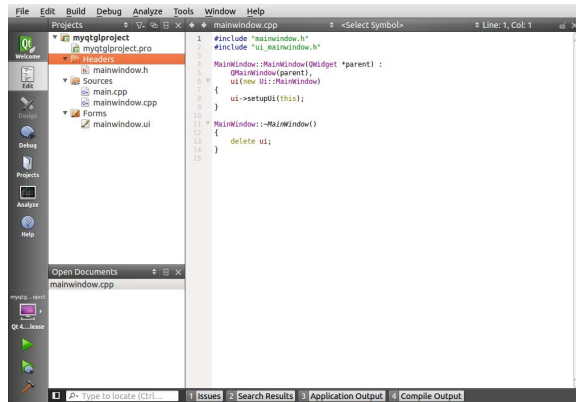 File Edit Build Debug Analyze Tools Window Help
Projects
mainwindow.cpp
<Select Symbol>
Line: 1, Col: 1
Welcome
Edit
Design
Debug
Projects
Analyze
Help
myqtglproject
myqtglproject.pro
Headers
mainwindow.h
Sources
main.cpp
mainwindow.cpp
Forms
mainwindow.ui
1 #include "mainwindow.h"
2 #include "ui_mainwindow.h"
3
4 MainWindow::MainWindow(QWidget *parent) :
5 QMainWindow(parent),
6 ui(new Ui::MainWindow)
7 {
8 ui->setupUi(this);
9 }
10
11 MainWindow::~MainWindow()
12 {
13 delete ui;
14 }
15
Open Documents
mainwindow.cpp
myqtg...oject
Qt 4....lease
Type to locate (Ctrl...
1 Issues 2 Search Results 3 Application Output 4 Compile Output